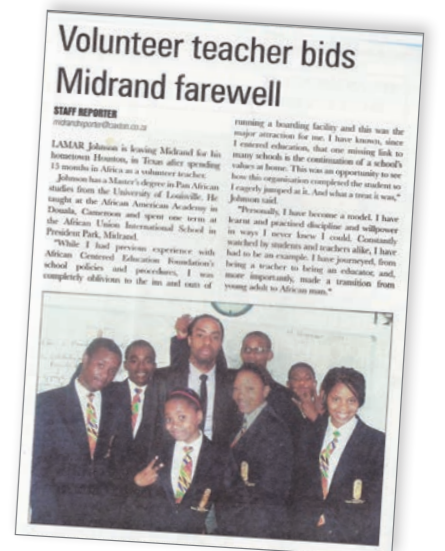 Volunteer teacher bids
Midrand farewell
STAFF REPORTER
midrandreporter@caxton.co.za
LAMAR Johnson is leaving Midrand for his
hometown Houston, in Texas after spending
15 months in Africa as a volunteer teacher.
Johnson has a Master's degree in Pan African
studies from the University of Louisville. He
taught at the African American Academy in
Douala, Cameroon and spent one term at
the African Union International School in
President Park, Midrand.
"While I had previous experience with
African Centered Education Foundation's
school policies and procedures, I was
completely oblivious to the ins and outs of
running a boarding facility and this was the
major attraction for me. I have known, since
I entered education, that one missing link to
many schools is the continuation of a school's
values at home. This was an opportunity to see
how this organisation completed the student so
I eagerly jumped at it. And what a treat it was,"
Johnson said.
"Personally, I have become a model. I have
learnt and practised discipline and willpower
in ways I never knew I could. Constantly
watched by students and teachers alike, I have
had to be an example. I have journeyed, from
being a teacher to being an educator, and,
more importantly, made a transition from
young adult to African man."